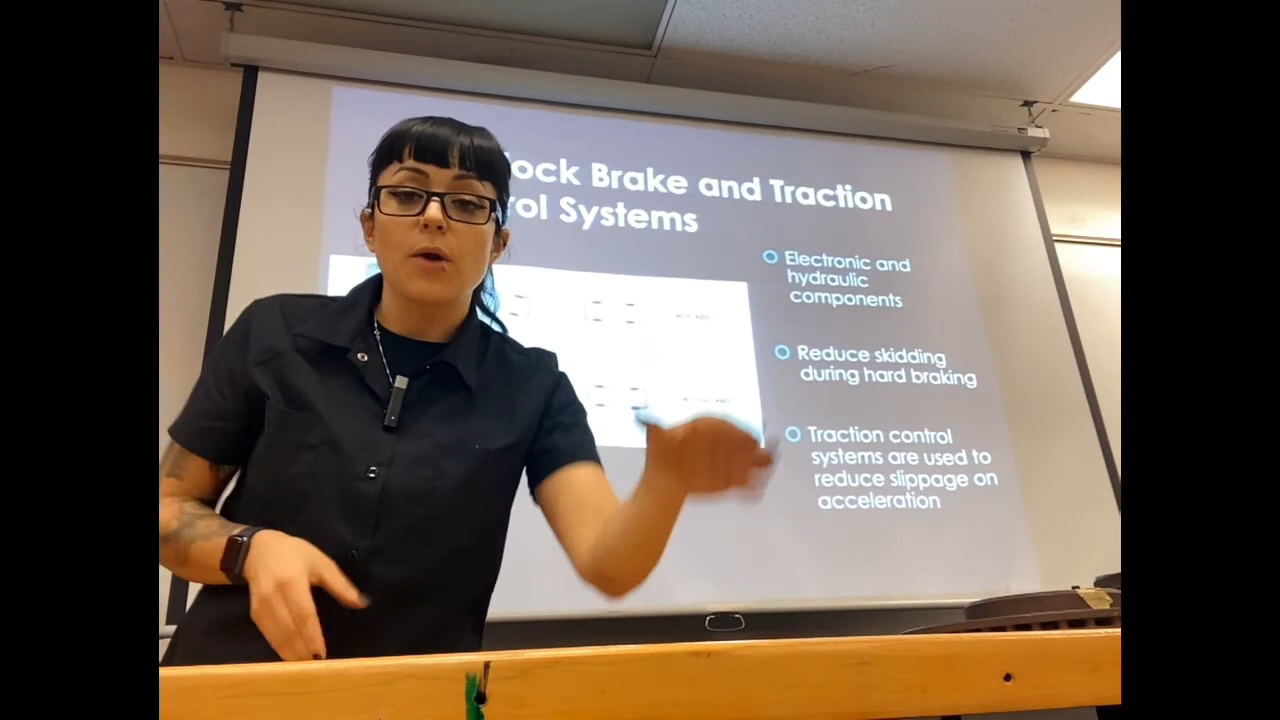 lock Brake and Traction
rol Systems
Electronic and
hydraulic
components
Reduce skidding
during hard braking
Traction control
systems are used to
reduce slippage on
acceleration